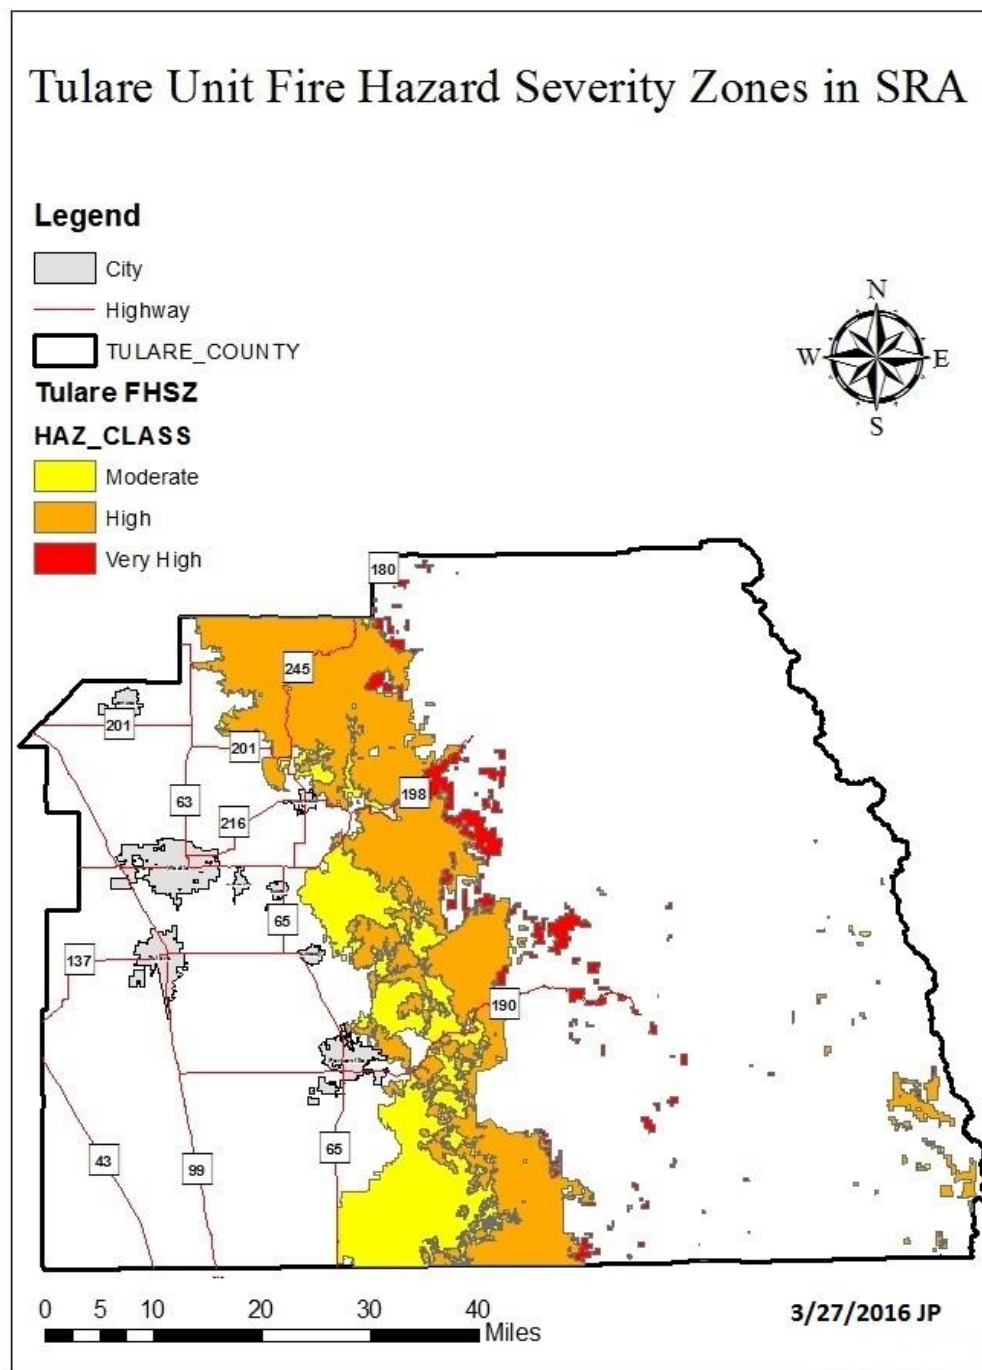 Tulare Unit Fire Hazard Severity Zones in SRA
Legend
City
Highway
TULARE_COUNTY
Tulare FHSZ
HAZ_CLASS
Moderate
High
Very High
N
W E
S
180
245
201
201
198
63
216
65
137
190
43
99
65
0 5 10 20 30 40
Miles
3/27/2016 JP